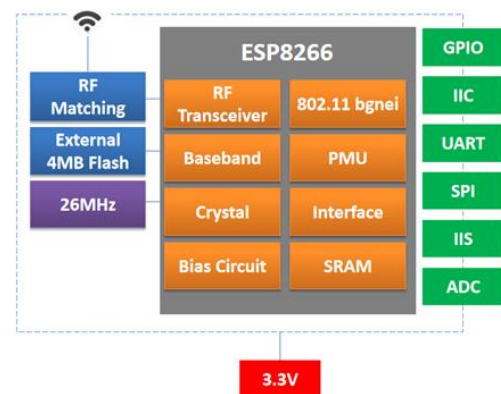 ESP8266
RF
Matching
External
4MB Flash
26MHz
RF
Transceiver
802.11 bgnei
Baseband
PMU
Crystal
Interface
Bias Circuit
SRAM
GPIO
IIC
UART
SPI
IIS
ADC
3.3V